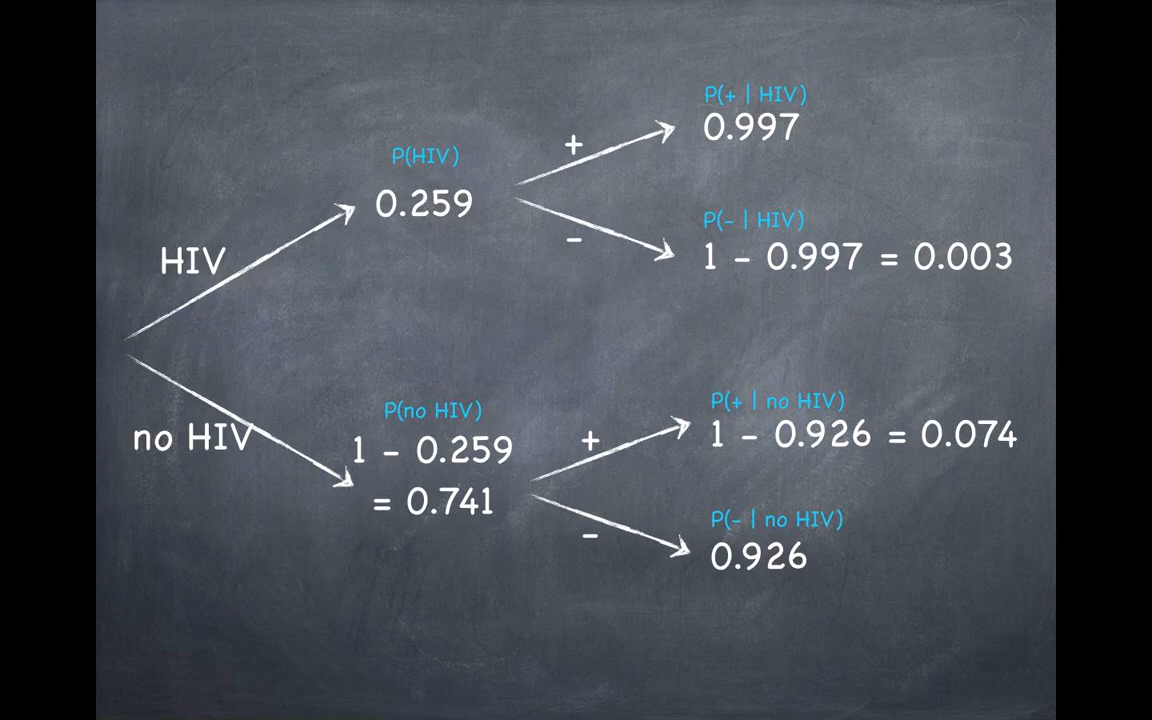 P(+ | HIV)
0.997
+
P(HIV)
0.259
P(- | HIV)
-
1 - 0.997 = 0.003
HIV
P(no HIV)
P(+ | no HIV)
no HIV
1 - 0.259
+
1 - 0.926 = 0.074
= 0.741
P(- | no HIV)
-
0.926